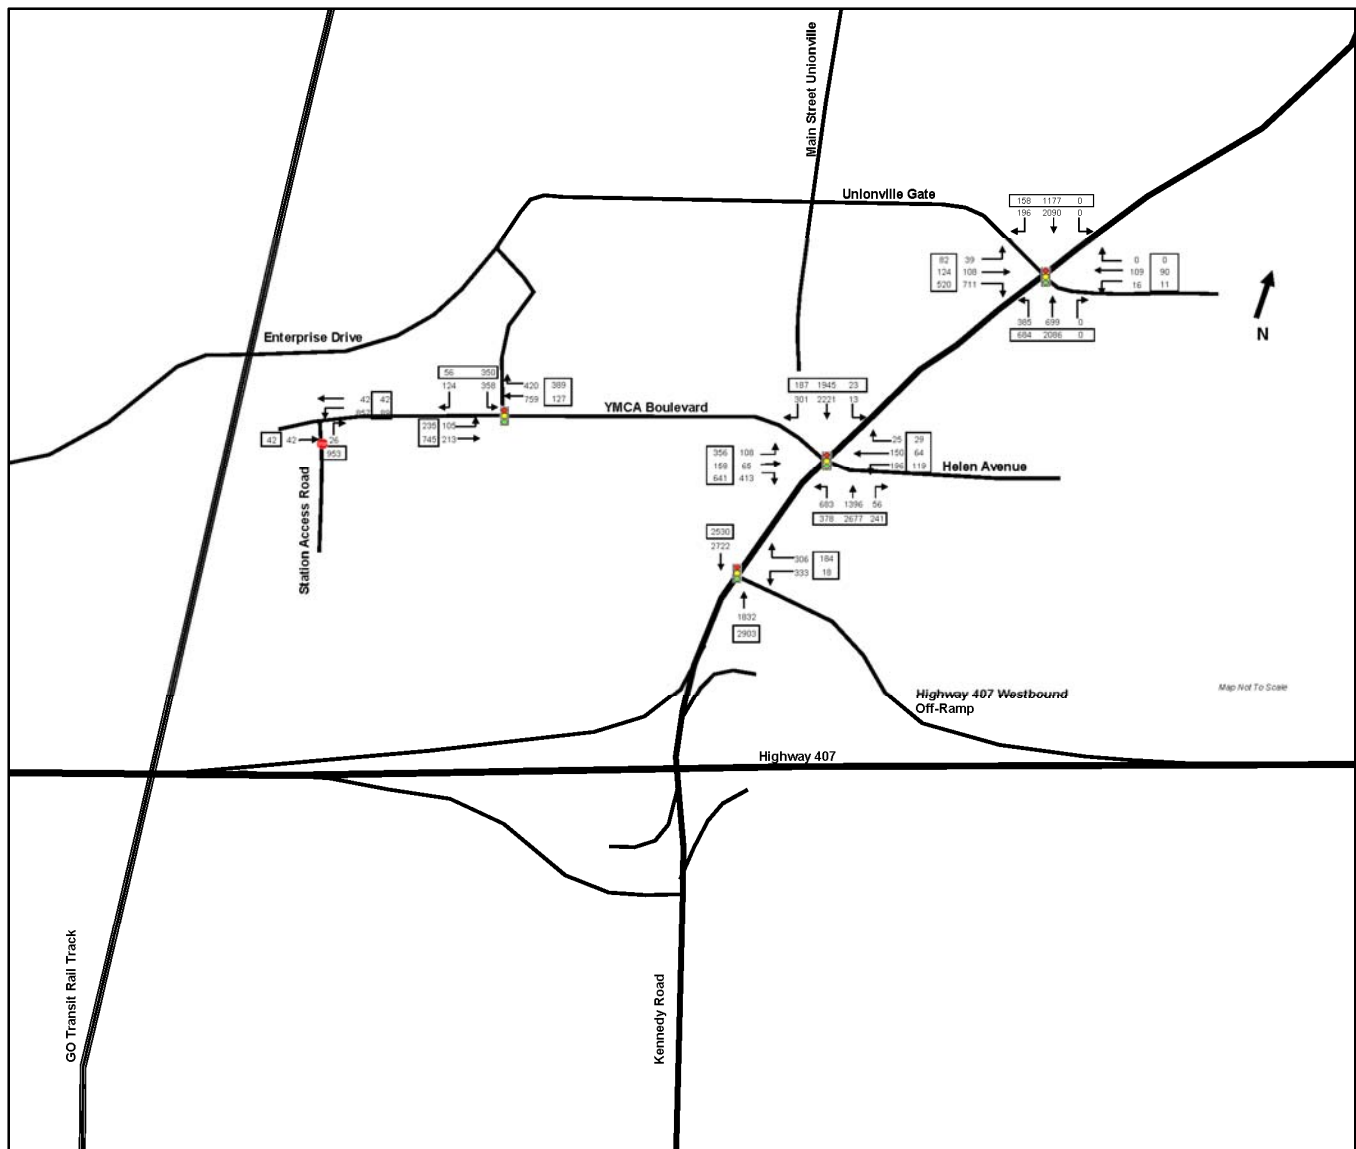 Main Street Unionville
Unionville Gate
158 1177 0
196 2090 0
82 39
124 108
520 711
0 0
109 90
16 11
385 699 0
684 2086 0
N
Enterprise Drive
56 350
124 358
420 389
759 127
42 42
42 42
26
953
235 105
745 213
YMCA Boulevard
187 1945 23
301 2221 13
25 29
150 64
196 119
356 108
159 65
641 413
Helen Avenue
683 1396 56
378 2677 241
Station Access Road
2530
2722
306 184
333 18
1832
2903
Map Not To Scale
Highway 407 Westbound
Off-Ramp
Highway 407
GO Transit Rail Track
Kennedy Road